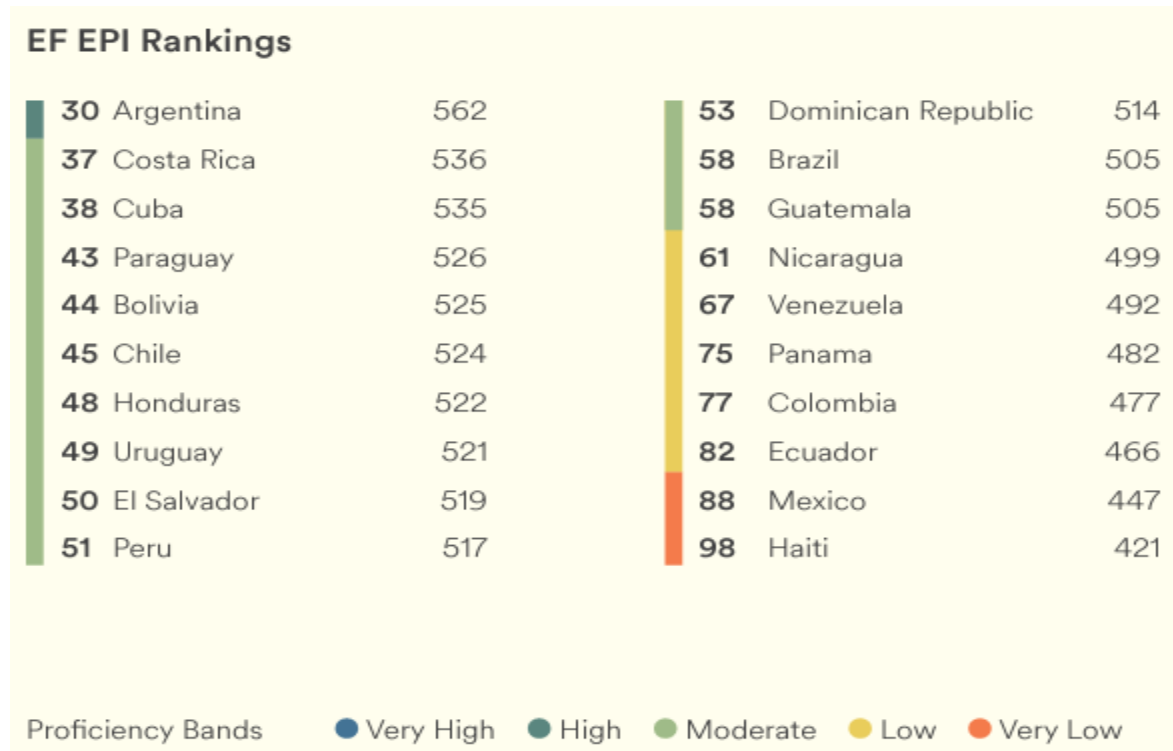 EF EPI Rankings
30 Argentina 562
37 Costa Rica 536
38 Cuba 535
43 Paraguay 526
44 Bolivia 525
45 Chile 524
48 Honduras 522
49 Uruguay 521
50 El Salvador 519
51 Peru 517
53 Dominican Republic 514
58 Brazil 505
58 Guatemala 505
61 Nicaragua 499
67 Venezuela 492
75 Panama 482
77 Colombia 477
82 Ecuador 466
88 Mexico 447
98 Haiti 421
Proficiency Bands Very High High Moderate Low Very Low